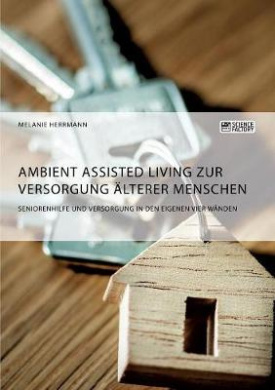 MELANIE HERRMANN
SCIENCE
FACTORY
AMBIENT ASSISTED LIVING ZUR
VERSORGUNG ÄLTERER MENSCHEN
SENIORENHILFE UND VERSORGUNG IN DEN EIGENEN VIER WÄNDEN